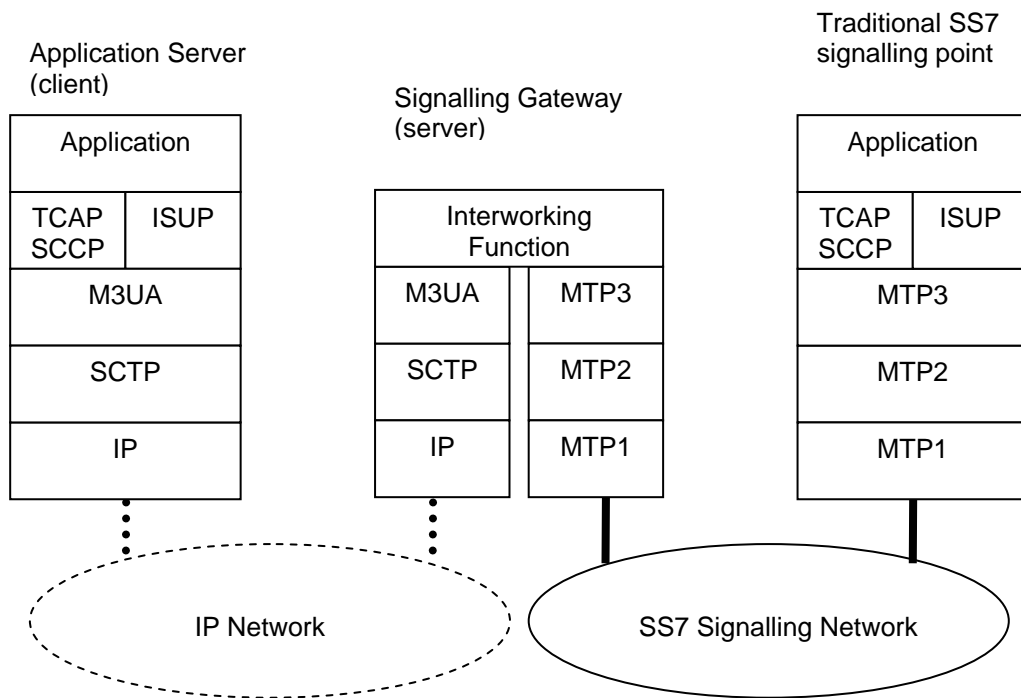 Application Server
(client)
Application
TCAP
SCCP
ISUP
M3UA
SCTP
IP
Signalling Gateway
(server)
Interworking
Function
M3UA
MTP3
SCTP
MTP2
IP
MTP1
Traditional SS7
signalling point
Application
TCAP
SCCP
ISUP
MTP3
MTP2
MTP1
IP Network
SS7 Signalling Network